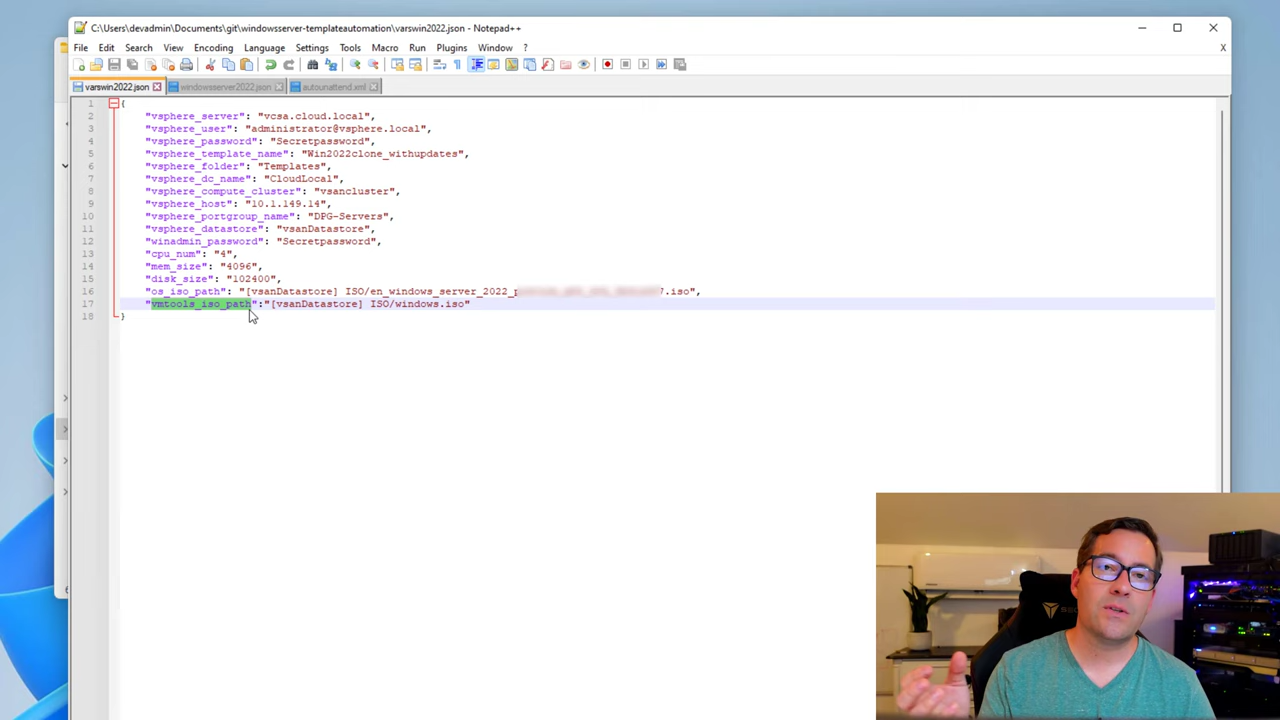 C:\Users\devadmin\Documents\git\windowsserver-templateautomation\varswin2022.json - Notepad++
File Edit Search View Encoding Language Settings Tools Macro Run Plugins Window ? X
varswin2022.json windowsserver2022.json autounattend.xml
1 {
2 "vsphere_server": "vcsa.cloud.local",
3 "vsphere_user": "administrator@vsphere.local",
4 "vsphere_password": "Secretpassword",
5 "vsphere_template_name": "Win2022clone_withupdates",
6 "vsphere_folder": "Templates",
7 "vsphere_dc_name": "CloudLocal",
8 "vsphere_compute_cluster": "vsancluster",
9 "vsphere_host": "10.1.149.14",
10 "vsphere_portgroup_name": "DPG-Servers",
11 "vsphere_datastore": "vsanDatastore",
12 "winadmin_password": "Secretpassword",
13 "cpu_num": "4",
14 "mem_size": "4096",
15 "disk_size": "102400",
16 "os_iso_path": "[vsanDatastore] ISO/en_windows_server_2022_ 7.iso",
17 "vmtools_iso_path":"[vsanDatastore] ISO/windows.iso"
18 }